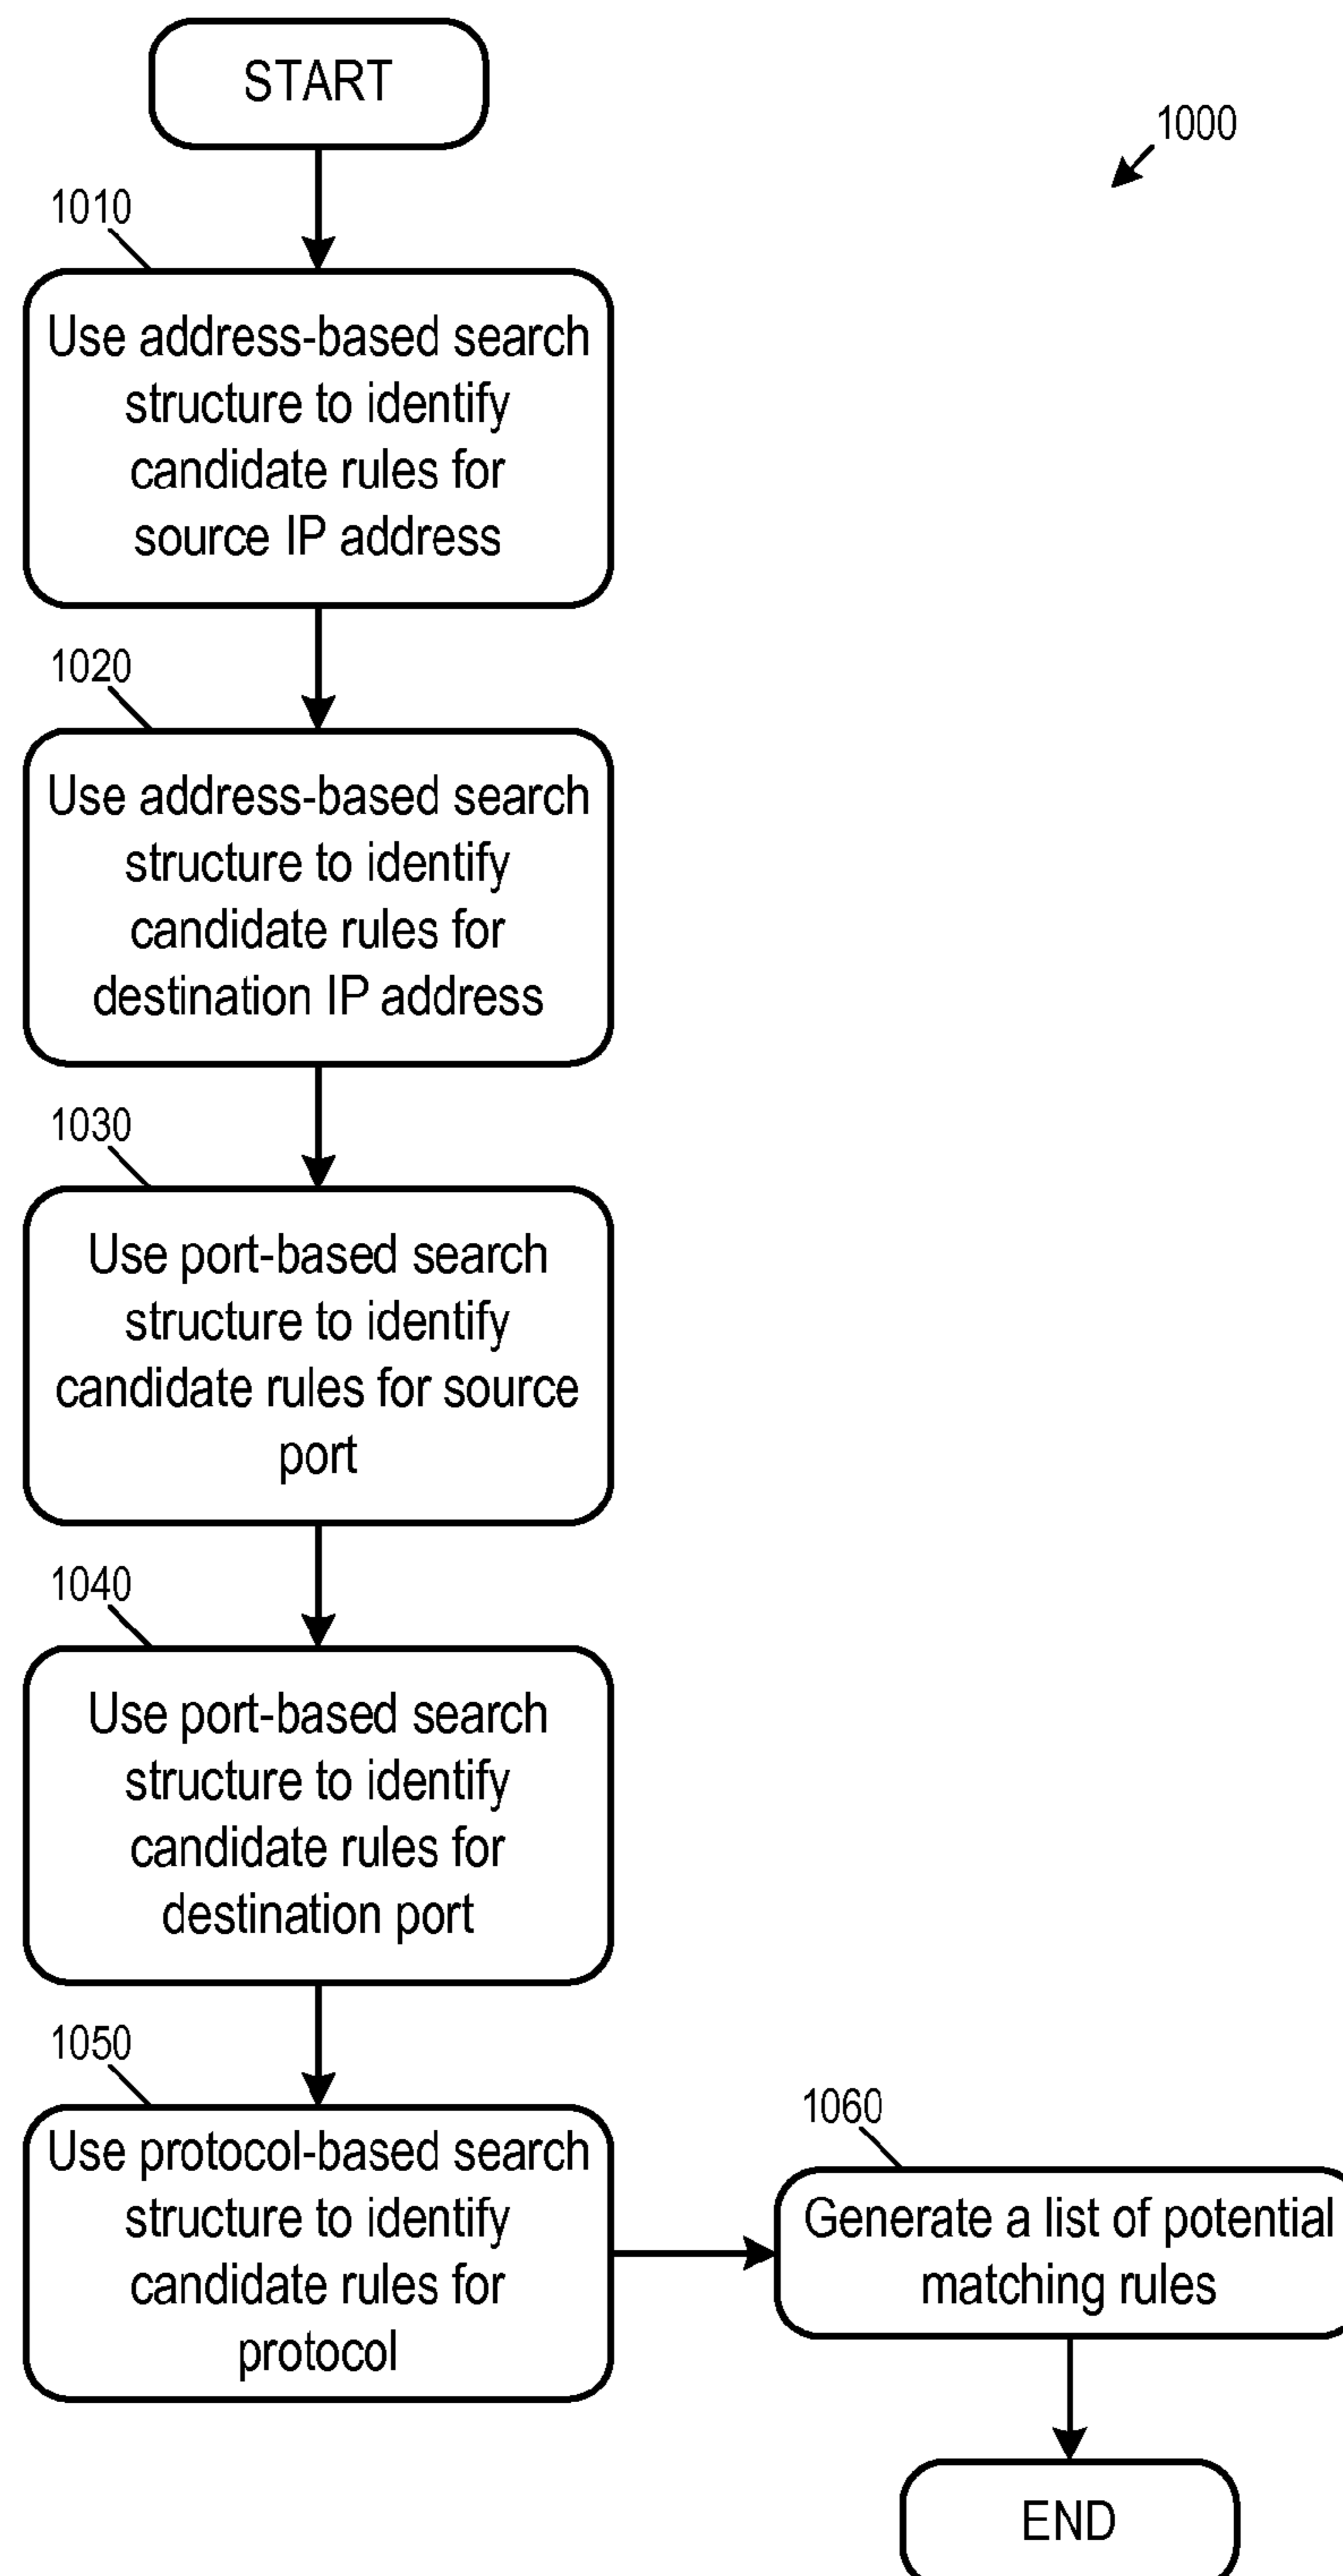 START
1000
1010
Use address-based search
structure to identify
candidate rules for
source IP address
1020
Use address-based search
structure to identify
candidate rules for
destination IP address
1030
Use port-based search
structure to identify
candidate rules for source
port
1040
Use port-based search
structure to identify
candidate rules for
destination port
1050
Use protocol-based search
structure to identify
candidate rules for
protocol
1060
Generate a list of potential
matching rules
END